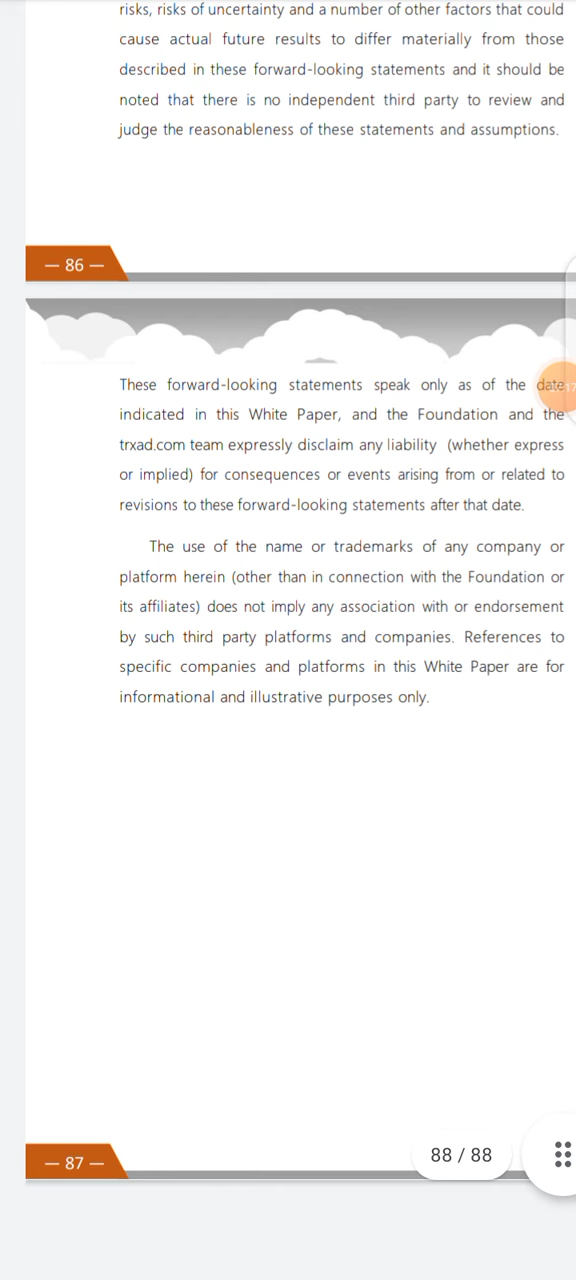 risks, risks of uncertainty and a number of other factors that could
cause actual future results to differ materially from those
described in these forward-looking statements and it should be
noted that there is no independent third party to review and
judge the reasonableness of these statements and assumptions.
— 86 —
These forward-looking statements speak only as of the date
indicated in this White Paper, and the Foundation and the
trxad.com team expressly disclaim any liability (whether express
or implied) for consequences or events arising from or related to
revisions to these forward-looking statements after that date.
The use of the name or trademarks of any company or
platform herein (other than in connection with the Foundation or
its affiliates) does not imply any association with or endorsement
by such third party platforms and companies. References to
specific companies and platforms in this White Paper are for
informational and illustrative purposes only.
88 / 88
— 87 —